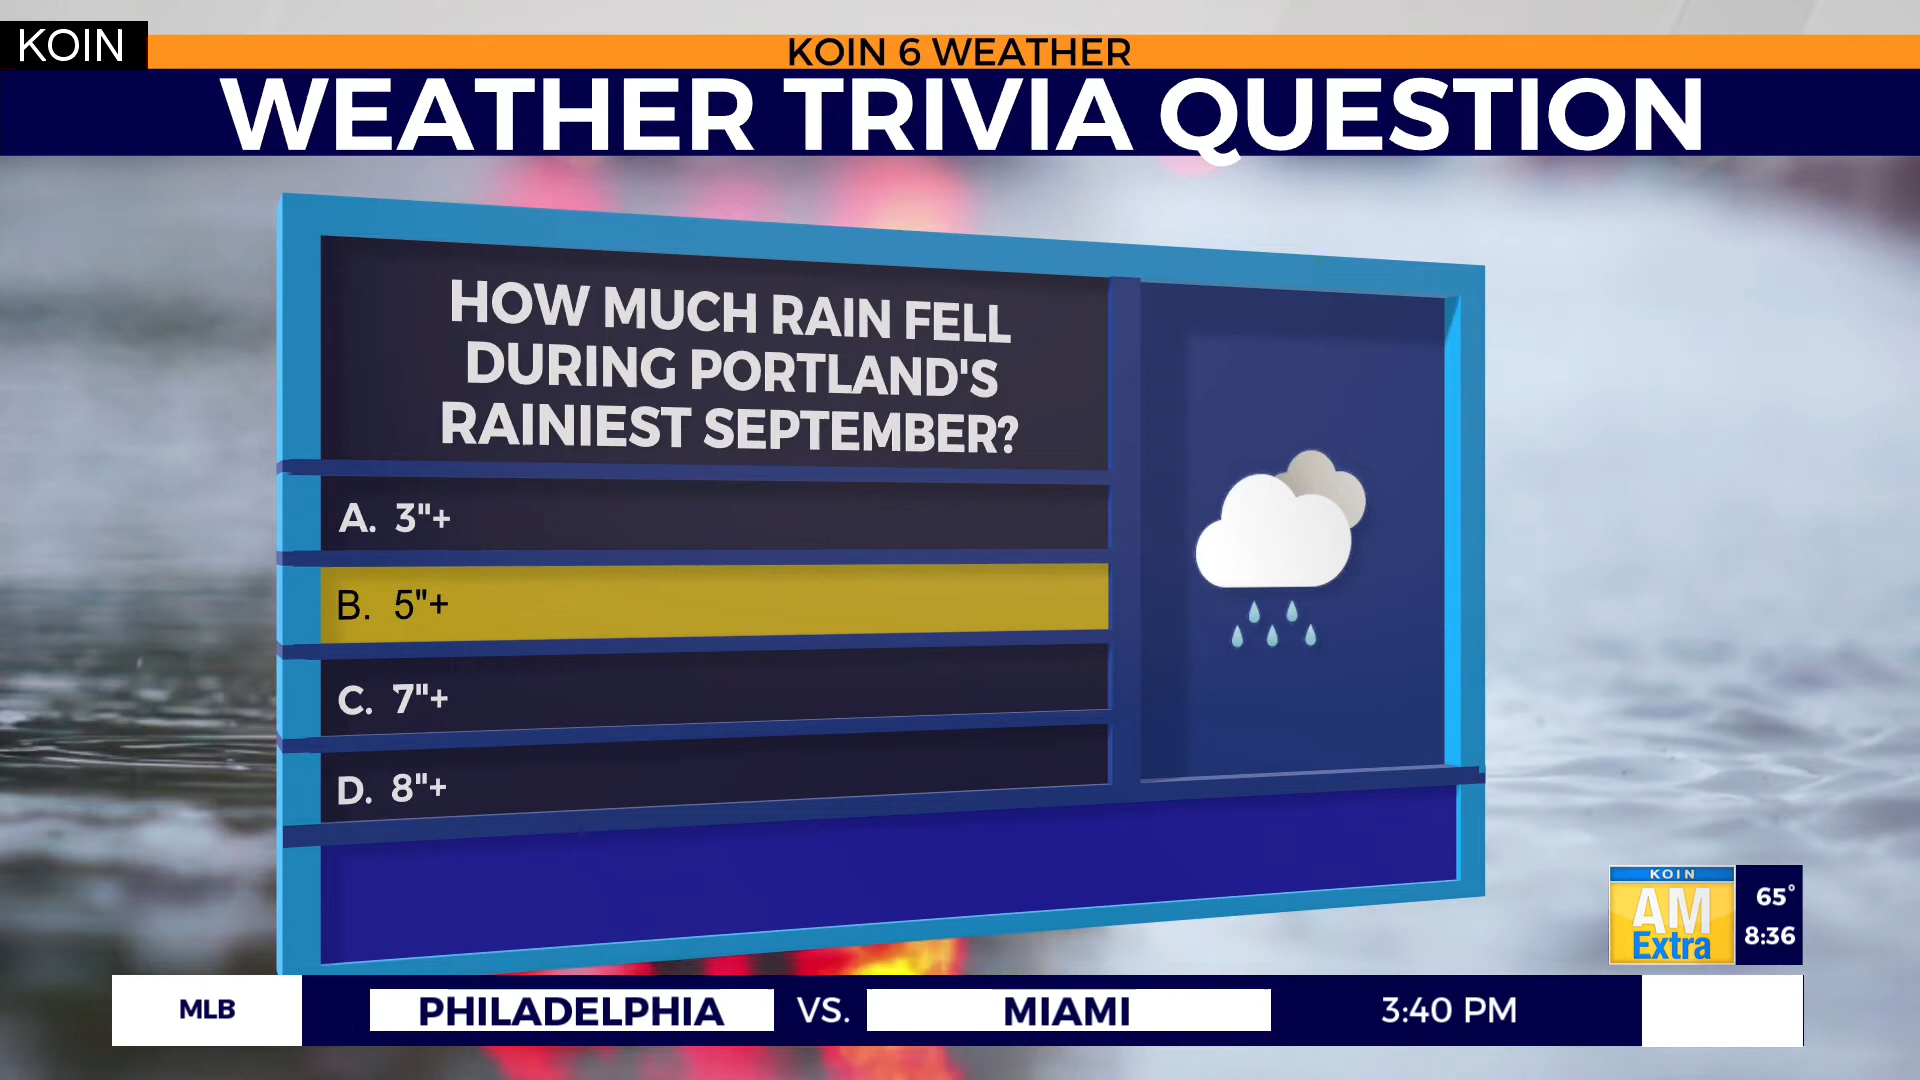 KOIN
KOIN 6 WEATHER
WEATHER TRIVIA QUESTION
HOW MUCH RAIN FELL
DURING PORTLAND'S
RAINIEST SEPTEMBER?
A. 3"+
B. 5"+
C. 7"+
D. 8"+
KOIN
AM
Extra
65°
8:36
MLB
PHILADELPHIA VS. MIAMI 3:40 PM